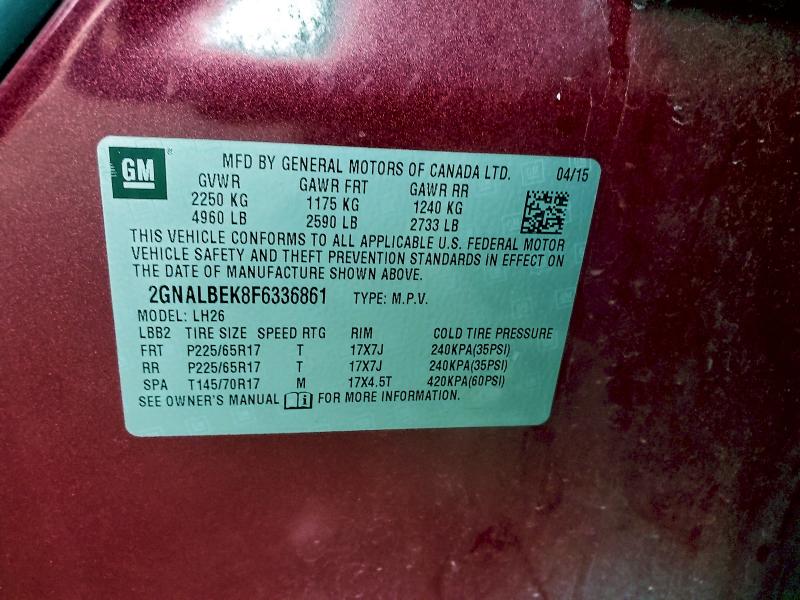 GM
MFD BY GENERAL MOTORS OF CANADA LTD. 04/15
GVWR GAWR FRT GAWR RR
2250 KG 1175 KG 1240 KG
4960 LB 2590 LB 2733 LB
THIS VEHICLE CONFORMS TO ALL APPLICABLE U.S. FEDERAL MOTOR
VEHICLE SAFETY AND THEFT PREVENTION STANDARDS IN EFFECT ON
THE DATE OF MANUFACTURE SHOWN ABOVE.
2GNALBEK8F6336861 TYPE: M.P.V.
MODEL: LH26
LBB2 TIRE SIZE SPEED RTG RIM COLD TIRE PRESSURE
FRT P225/65R17 T 17X7J 240KPA(35PSI)
RR P225/65R17 T 17X7J 240KPA(35PSI)
SPA T145/70R17 M 17X4.5T 420KPA(60PSI)
SEE OWNER'S MANUAL FOR MORE INFORMATION.